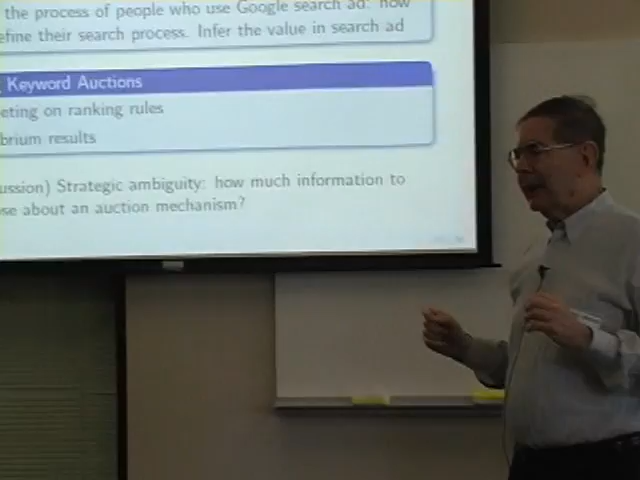 the process of people who use Google search ad: how
efine their search process. Infer the value in search ad
Keyword Auctions
eting on ranking rules
brium results
ussion) Strategic ambiguity: how much information to
se about an auction mechanism?